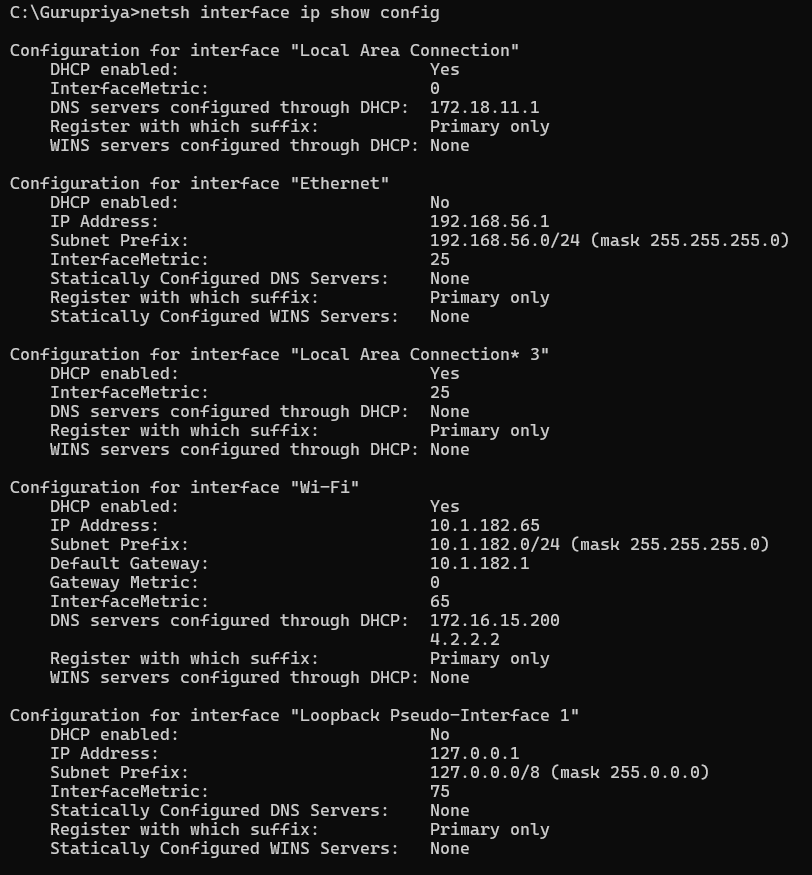 C:\Gurupriya>netsh interface ip show config

Configuration for interface "Local Area Connection"
    DHCP enabled:                         Yes
    InterfaceMetric:                      0
    DNS servers configured through DHCP:  172.18.11.1
    Register with which suffix:           Primary only
    WINS servers configured through DHCP: None

Configuration for interface "Ethernet"
    DHCP enabled:                         No
    IP Address:                           192.168.56.1
    Subnet Prefix:                        192.168.56.0/24 (mask 255.255.255.0)
    InterfaceMetric:                      25
    Statically Configured DNS Servers:    None
    Register with which suffix:           Primary only
    Statically Configured WINS Servers:   None

Configuration for interface "Local Area Connection* 3"
    DHCP enabled:                         Yes
    InterfaceMetric:                      25
    DNS servers configured through DHCP:  None
    Register with which suffix:           Primary only
    WINS servers configured through DHCP: None

Configuration for interface "Wi-Fi"
    DHCP enabled:                         Yes
    IP Address:                           10.1.182.65
    Subnet Prefix:                        10.1.182.0/24 (mask 255.255.255.0)
    Default Gateway:                      10.1.182.1
    Gateway Metric:                       0
    InterfaceMetric:                      65
    DNS servers configured through DHCP:  172.16.15.200
                                          4.2.2.2
    Register with which suffix:           Primary only
    WINS servers configured through DHCP: None

Configuration for interface "Loopback Pseudo-Interface 1"
    DHCP enabled:                         No
    IP Address:                           127.0.0.1
    Subnet Prefix:                        127.0.0.0/8 (mask 255.0.0.0)
    InterfaceMetric:                      75
    Statically Configured DNS Servers:    None
    Register with which suffix:           Primary only
    Statically Configured WINS Servers:   None